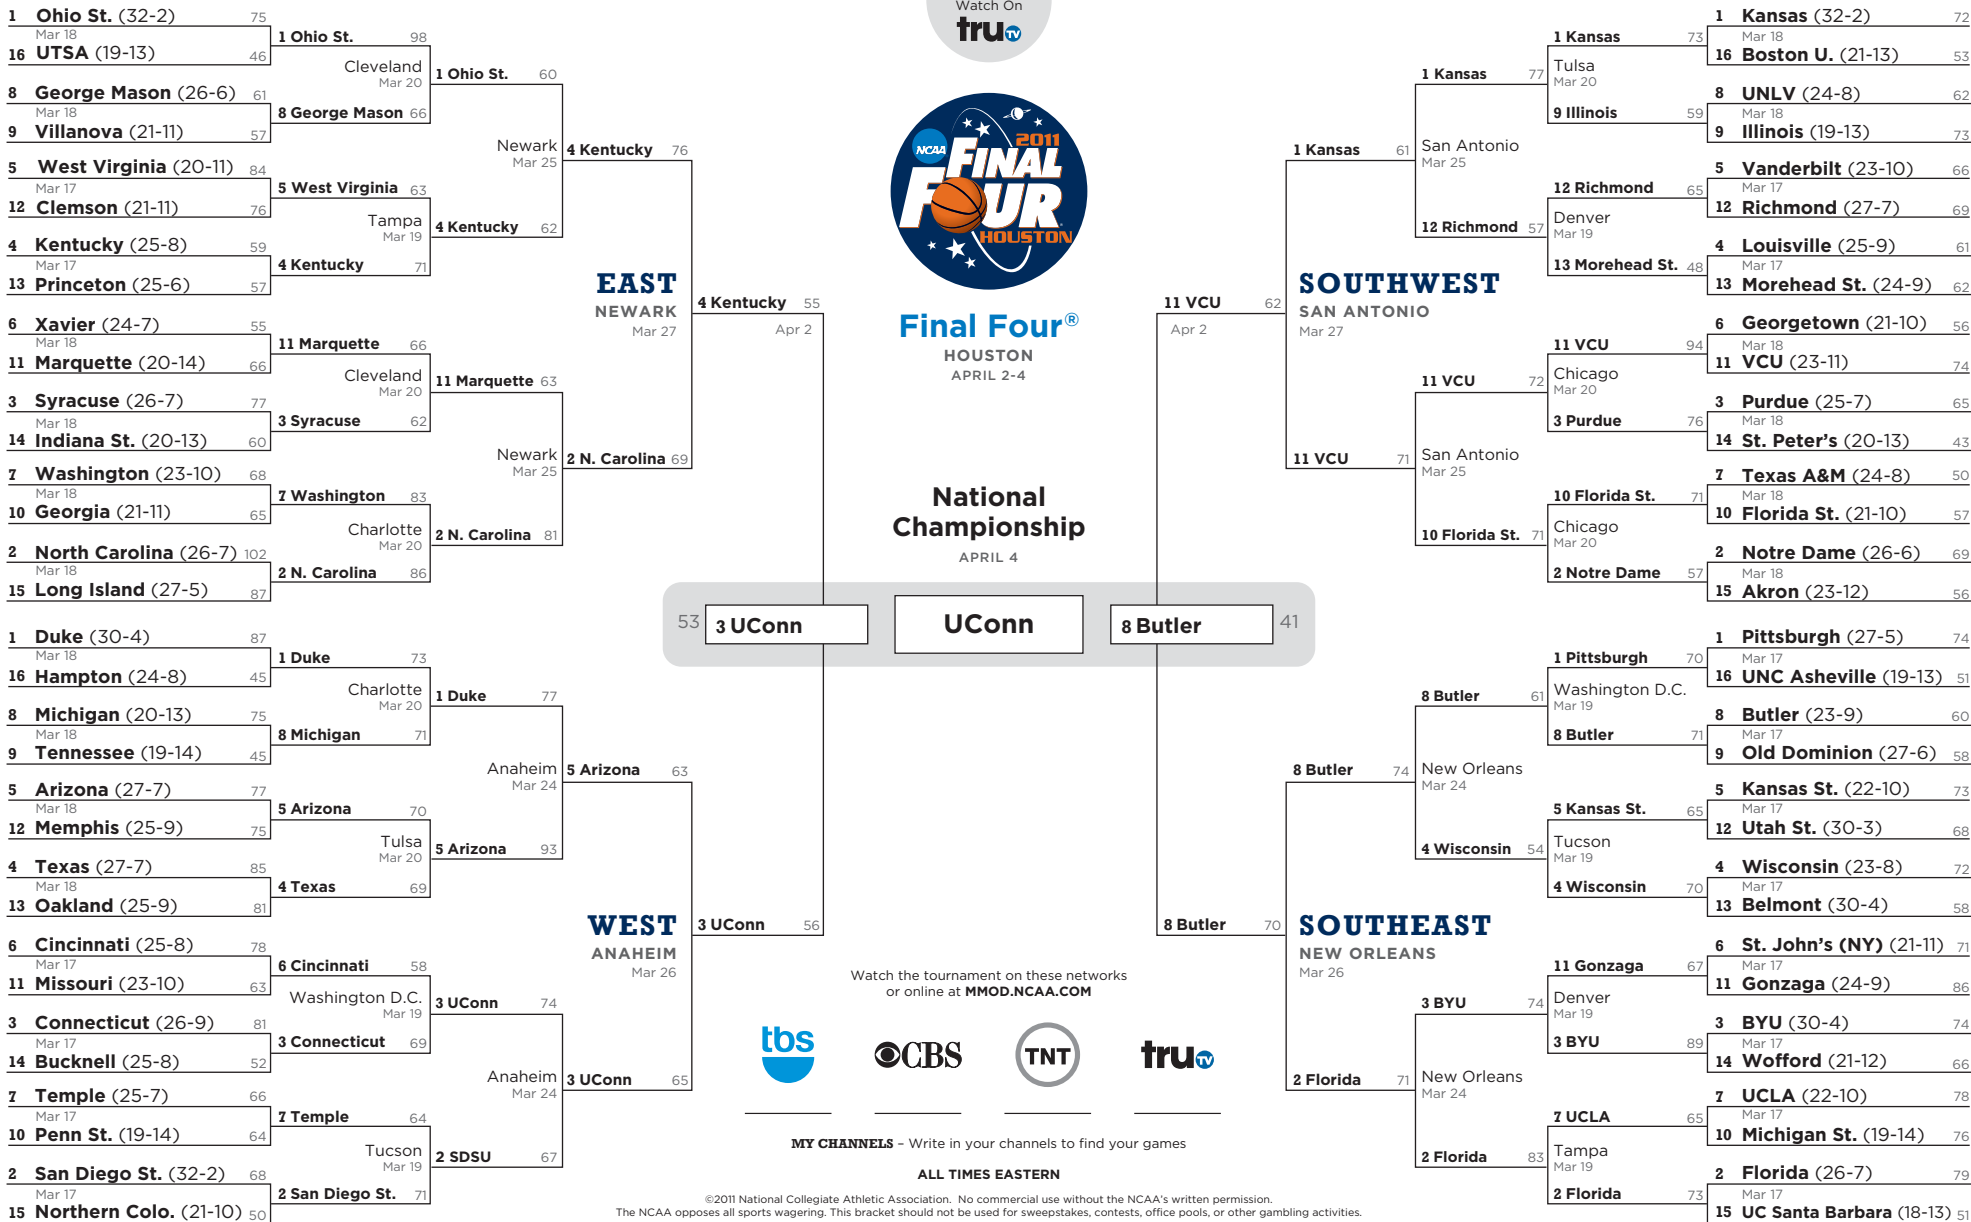 1 Ohio St. (32-2) 75
Mar 18
16 UTSA (19-13) 46
8 George Mason (26-6) 61
Mar 18
9 Villanova (21-11) 57
5 West Virginia (20-11) 84
Mar 17
12 Clemson (21-11) 76
4 Kentucky (25-8) 59
Mar 17
13 Princeton (25-6) 57
6 Xavier (24-7) 55
Mar 18
11 Marquette (20-14) 66
3 Syracuse (26-7) 77
Mar 18
14 Indiana St. (20-13) 60
7 Washington (23-10) 68
Mar 18
10 Georgia (21-11) 65
2 North Carolina (26-7) 102
Mar 18
15 Long Island (27-5) 87
1 Ohio St. 98
Cleveland
Mar 20
8 George Mason 66
5 West Virginia 63
Tampa
Mar 19
4 Kentucky 71
11 Marquette 66
Cleveland
Mar 20
3 Syracuse 62
7 Washington 83
Charlotte
Mar 20
2 N. Carolina 86
1 Ohio St. 60
Newark
Mar 25
4 Kentucky 62
11 Marquette 63
Newark
Mar 25
2 N. Carolina 81
4 Kentucky 76
EAST
NEWARK
Mar 27
2 N. Carolina 69
4 Kentucky 55
Apr 2
1 Duke (30-4) 87
Mar 18
16 Hampton (24-8) 45
8 Michigan (20-13) 75
Mar 18
9 Tennessee (19-14) 45
5 Arizona (27-7) 77
Mar 18
12 Memphis (25-9) 75
4 Texas (27-7) 85
Mar 18
13 Oakland (25-9) 81
6 Cincinnati (25-8) 78
Mar 17
11 Missouri (23-10) 63
3 Connecticut (26-9) 81
Mar 17
14 Bucknell (25-8) 52
7 Temple (25-7) 66
Mar 17
10 Penn St. (19-14) 64
2 San Diego St. (32-2) 68
Mar 17
15 Northern Colo. (21-10) 50
1 Duke 73
Charlotte
Mar 20
8 Michigan 71
5 Arizona 70
Tulsa
Mar 20
4 Texas 69
6 Cincinnati 58
Washington D.C.
Mar 19
3 Connecticut 69
7 Temple 64
Tucson
Mar 19
2 San Diego St. 71
1 Duke 77
Anaheim
Mar 24
5 Arizona 93
3 UConn 74
Anaheim
Mar 24
2 SDSU 67
5 Arizona 63
WEST
ANAHEIM
Mar 26
3 UConn 65
3 UConn 56
Watch On
tru TV
NCAA
2011
FINAL
FOUR
HOUSTON
Final Four®
HOUSTON
APRIL 2-4
National
Championship
APRIL 4
53 3 UConn UConn 8 Butler 41
Watch the tournament on these networks
or online at MMOD.NCAA.COM
tbs CBS TNT tru TV
MY CHANNELS – Write in your channels to find your games
ALL TIMES EASTERN
©2011 National Collegiate Athletic Association. No commercial use without the NCAA's written permission.
The NCAA opposes all sports wagering. This bracket should not be used for sweepstakes, contests, office pools, or other gambling activities.
11 VCU 62
Apr 2
1 Kansas 61
SOUTHWEST
SAN ANTONIO
Mar 27
11 VCU 71
1 Kansas 77
San Antonio
Mar 25
12 Richmond 57
11 VCU 72
San Antonio
Mar 25
10 Florida St. 71
1 Kansas 73
Tulsa
Mar 20
9 Illinois 59
12 Richmond 65
Denver
Mar 19
13 Morehead St. 48
11 VCU 94
Chicago
Mar 20
3 Purdue 76
10 Florida St. 71
Chicago
Mar 20
2 Notre Dame 57
1 Kansas (32-2) 72
Mar 18
16 Boston U. (21-13) 53
8 UNLV (24-8) 62
Mar 18
9 Illinois (19-13) 73
5 Vanderbilt (23-10) 66
Mar 17
12 Richmond (27-7) 69
4 Louisville (25-9) 61
Mar 17
13 Morehead St. (24-9) 62
6 Georgetown (21-10) 56
Mar 18
11 VCU (23-11) 74
3 Purdue (25-7) 65
Mar 18
14 St. Peter's (20-13) 43
7 Texas A&M (24-8) 50
Mar 18
10 Florida St. (21-10) 57
2 Notre Dame (26-6) 69
Mar 18
15 Akron (23-12) 56
8 Butler 70
8 Butler 74
SOUTHEAST
NEW ORLEANS
Mar 26
2 Florida 71
8 Butler 61
New Orleans
Mar 24
4 Wisconsin 54
3 BYU 74
New Orleans
Mar 24
2 Florida 83
1 Pittsburgh 70
Washington D.C.
Mar 19
8 Butler 71
5 Kansas St. 65
Tucson
Mar 19
4 Wisconsin 70
11 Gonzaga 67
Denver
Mar 19
3 BYU 89
7 UCLA 65
Tampa
Mar 19
2 Florida 73
1 Pittsburgh (27-5) 74
Mar 17
16 UNC Asheville (19-13) 51
8 Butler (23-9) 60
Mar 17
9 Old Dominion (27-6) 58
5 Kansas St. (22-10) 73
Mar 17
12 Utah St. (30-3) 68
4 Wisconsin (23-8) 72
Mar 17
13 Belmont (30-4) 58
6 St. John's (NY) (21-11) 71
Mar 17
11 Gonzaga (24-9) 86
3 BYU (30-4) 74
Mar 17
14 Wofford (21-12) 66
7 UCLA (22-10) 78
Mar 17
10 Michigan St. (19-14) 76
2 Florida (26-7) 79
Mar 17
15 UC Santa Barbara (18-13) 51